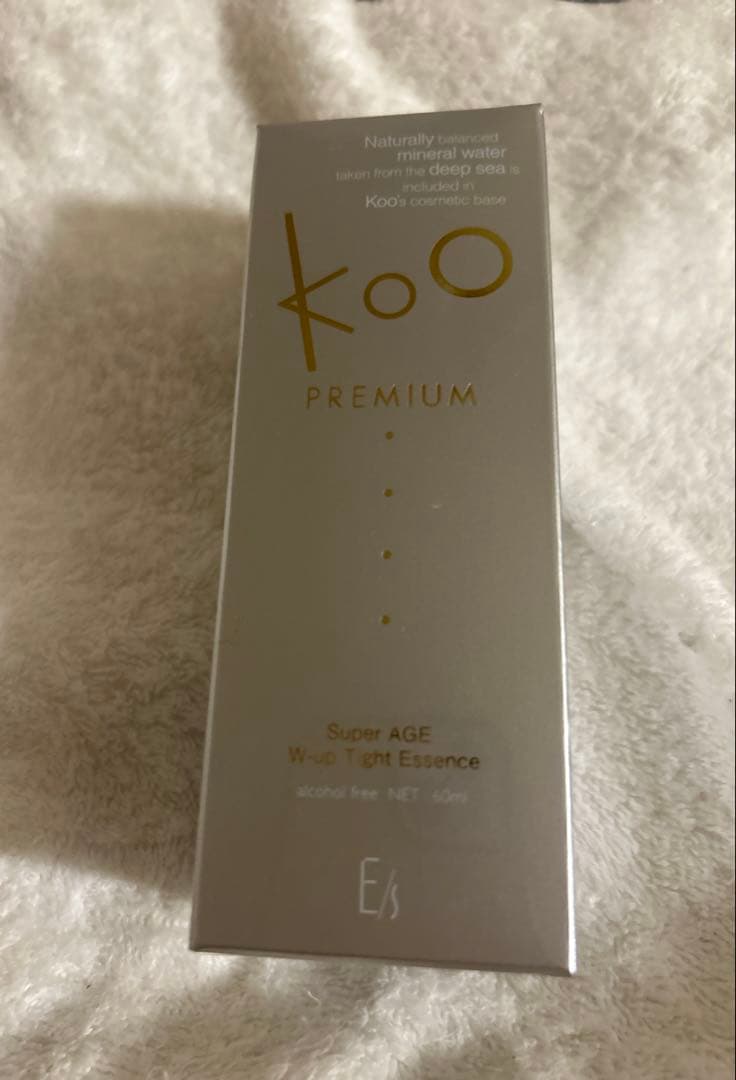 Naturally balanced
mineral water
taken from the deep sea is
included in
Koo's cosmetic base
KoO
PREMIUM
Super AGE
W-up Tight Essence
alcohol free NET 60ml
E/s